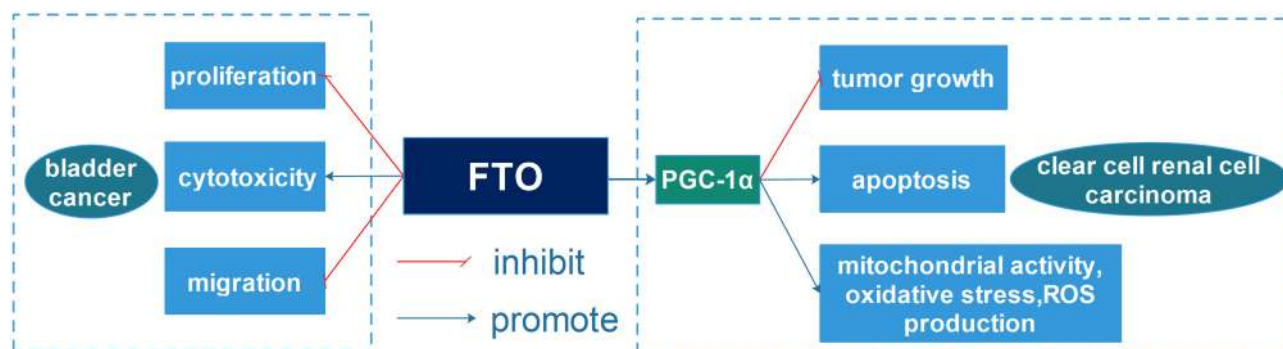 proliferation
bladder
cancer
cytotoxicity
migration
FTO
inhibit
promote
PGC-1α
tumor growth
apoptosis
clear cell renal cell
carcinoma
mitochondrial activity,
oxidative stress,ROS
production